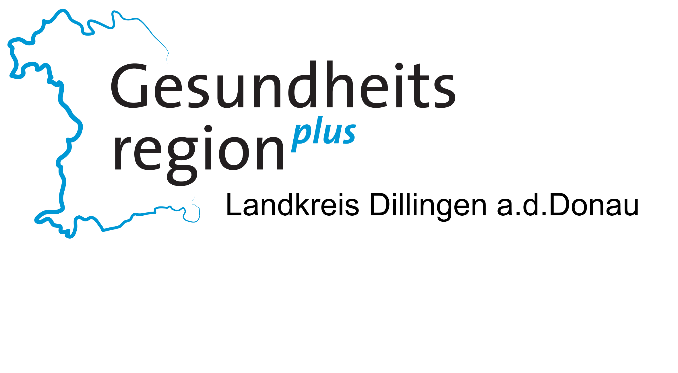 Gesundheits
region plus
Landkreis Dillingen a.d.Donau